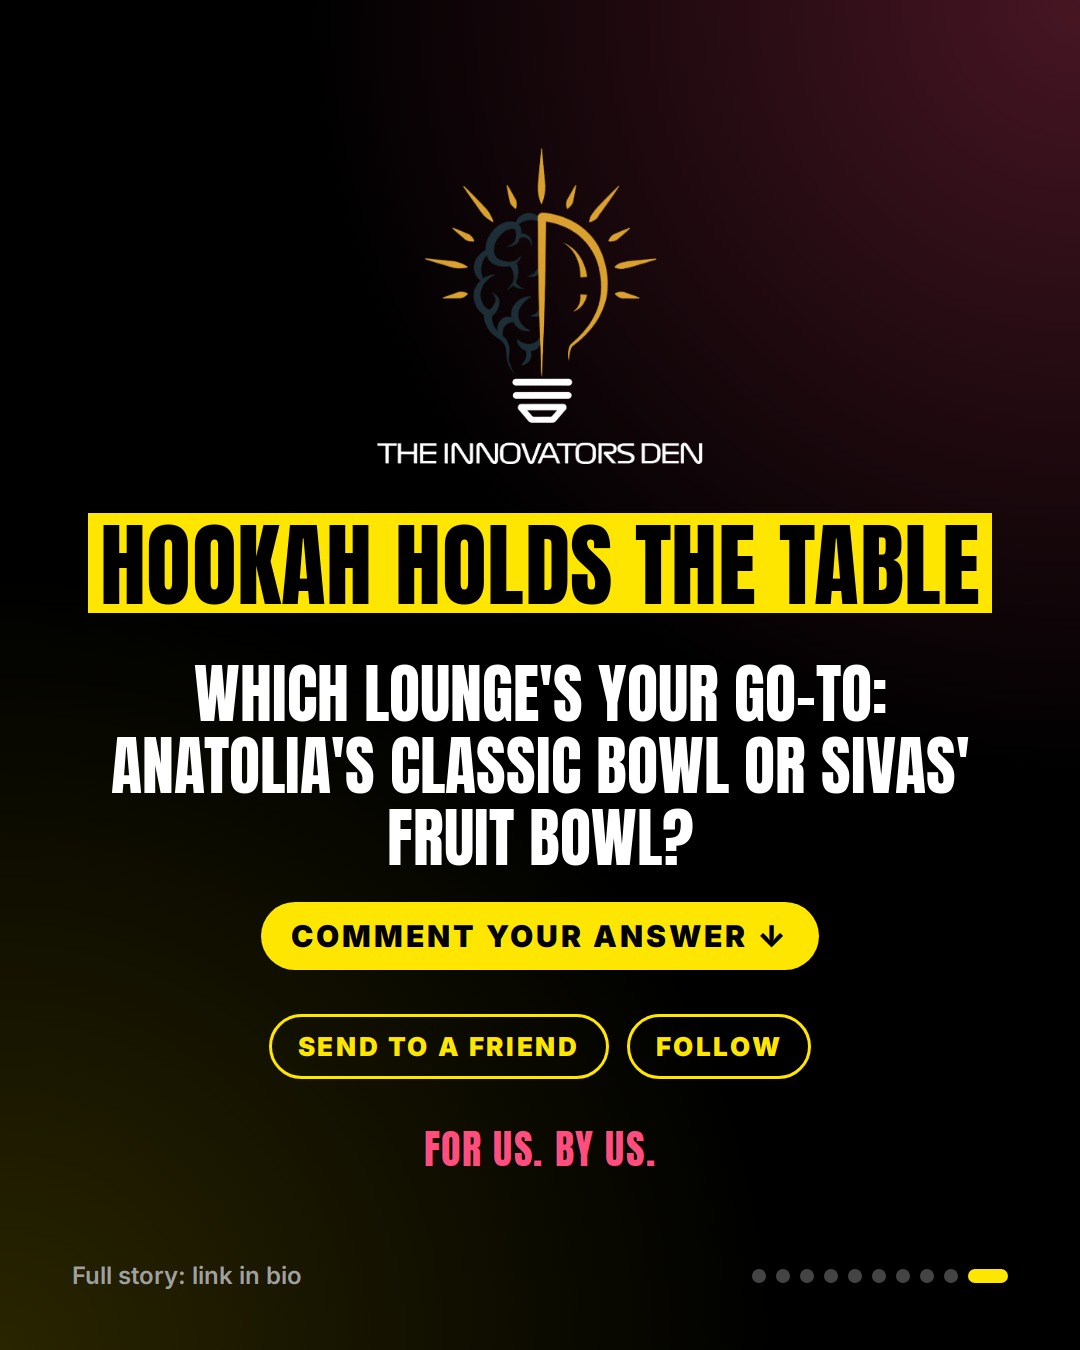 THE INNOVATORS DEN
HOOKAH HOLDS THE TABLE
WHICH LOUNGE'S YOUR GO-TO:
ANATOLIA'S CLASSIC BOWL OR SIVAS'
FRUIT BOWL?
COMMENT YOUR ANSWER ↓
SEND TO A FRIEND
FOLLOW
FOR US. BY US.
Full story: link in bio